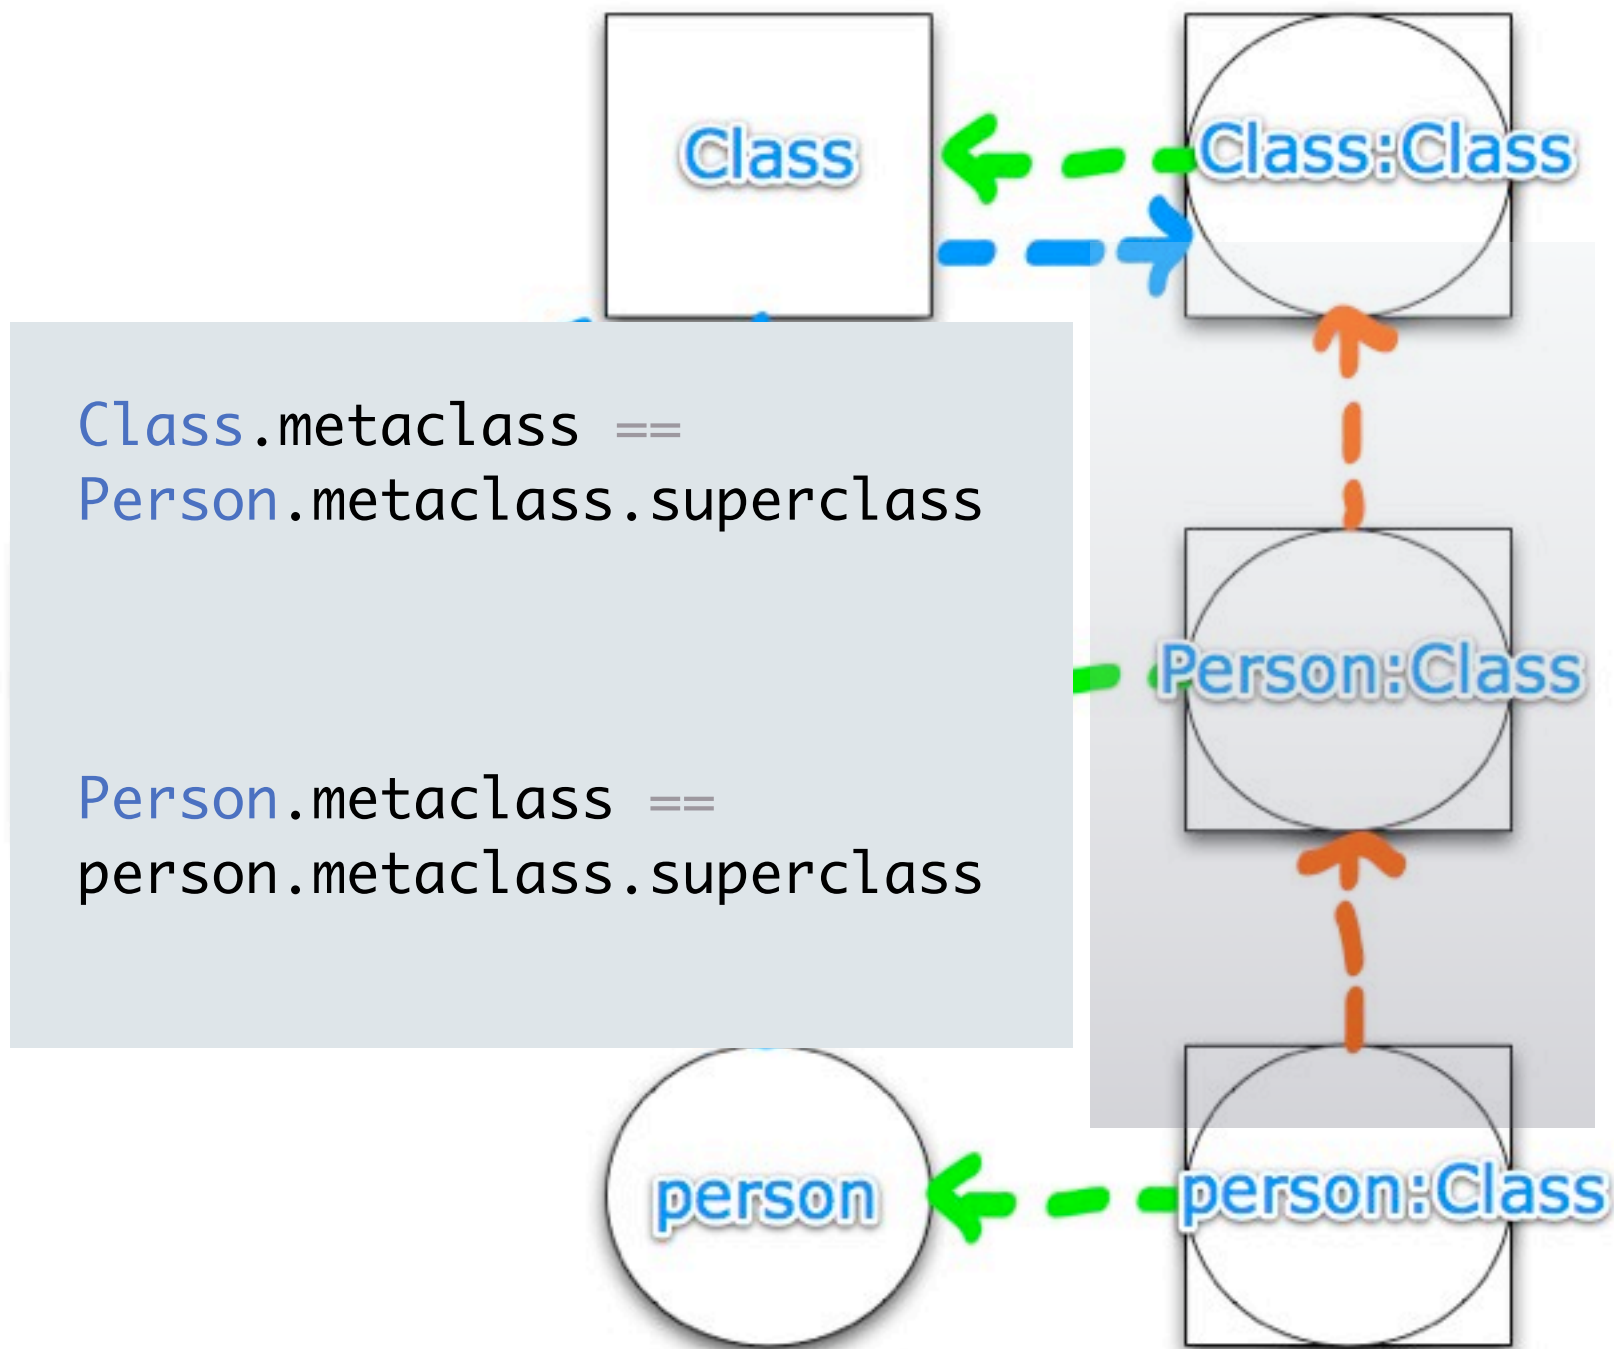 Class
Class:Class
Class.metaclass ==
Person.metaclass.superclass
Person:Class
Person.metaclass ==
person.metaclass.superclass
person
person:Class